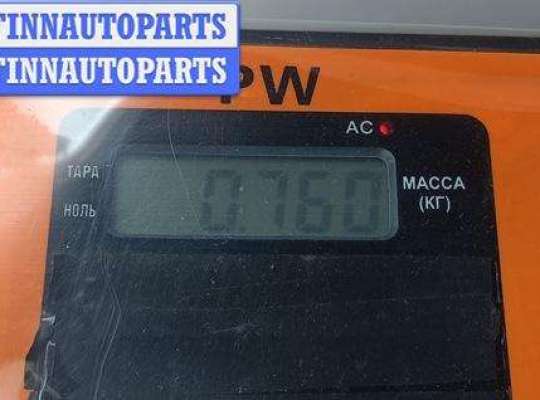 FINNAUTOPARTS
FINNAUTOPARTS
PW
AC
ТАРА
НОЛЬ
0.760
МАССА
(КГ)